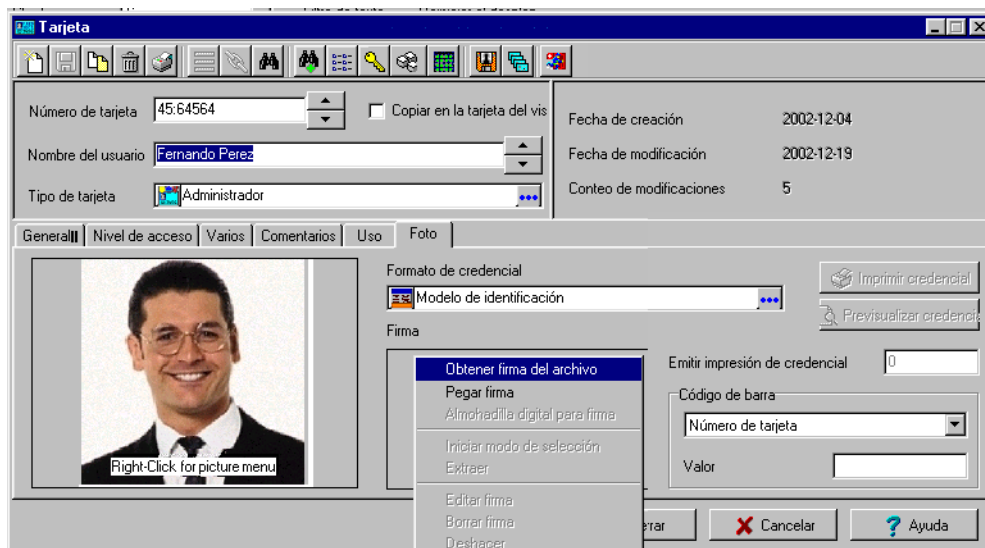 Tarjeta
Número de tarjeta
45:64564
Copiar en la tarjeta del vis
Nombre del usuario
Fernando Perez
Tipo de tarjeta
Administrador
Fecha de creación
2002-12-04
Fecha de modificación
2002-12-19
Conteo de modificaciones
5
General
Nivel de acceso
Varios
Comentarios
Uso
Foto
Right-Click for picture menu
Formato de credencial
Modelo de identificación
Firma
Obtener firma del archivo
Pegar firma
Almohadilla digital para firma
Iniciar modo de selección
Extraer
Editar firma
Borrar firma
Deshacer
Imprimir credencial
Previsualizar credencia
Emitir impresión de credencial
0
Código de barra
Número de tarjeta
Valor
rrar
Cancelar
Ayuda